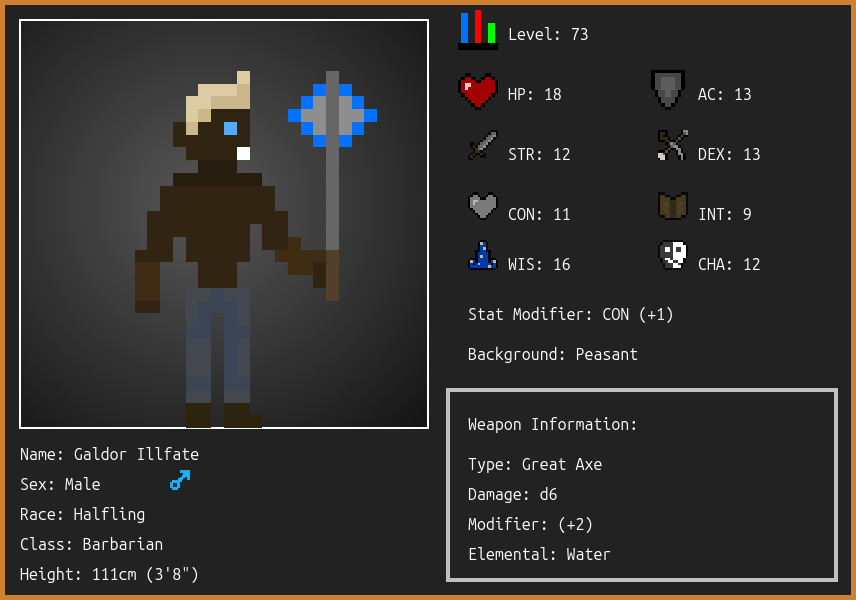 Level: 73
HP: 18
AC: 13
STR: 12
DEX: 13
CON: 11
INT: 9
WIS: 16
CHA: 12
Stat Modifier: CON (+1)
Background: Peasant
Weapon Information:
Type: Great Axe
Damage: d6
Modifier: (+2)
Elemental: Water
Name: Galdor Illfate
Sex: Male
Race: Halfling
Class: Barbarian
Height: 111cm (3'8")